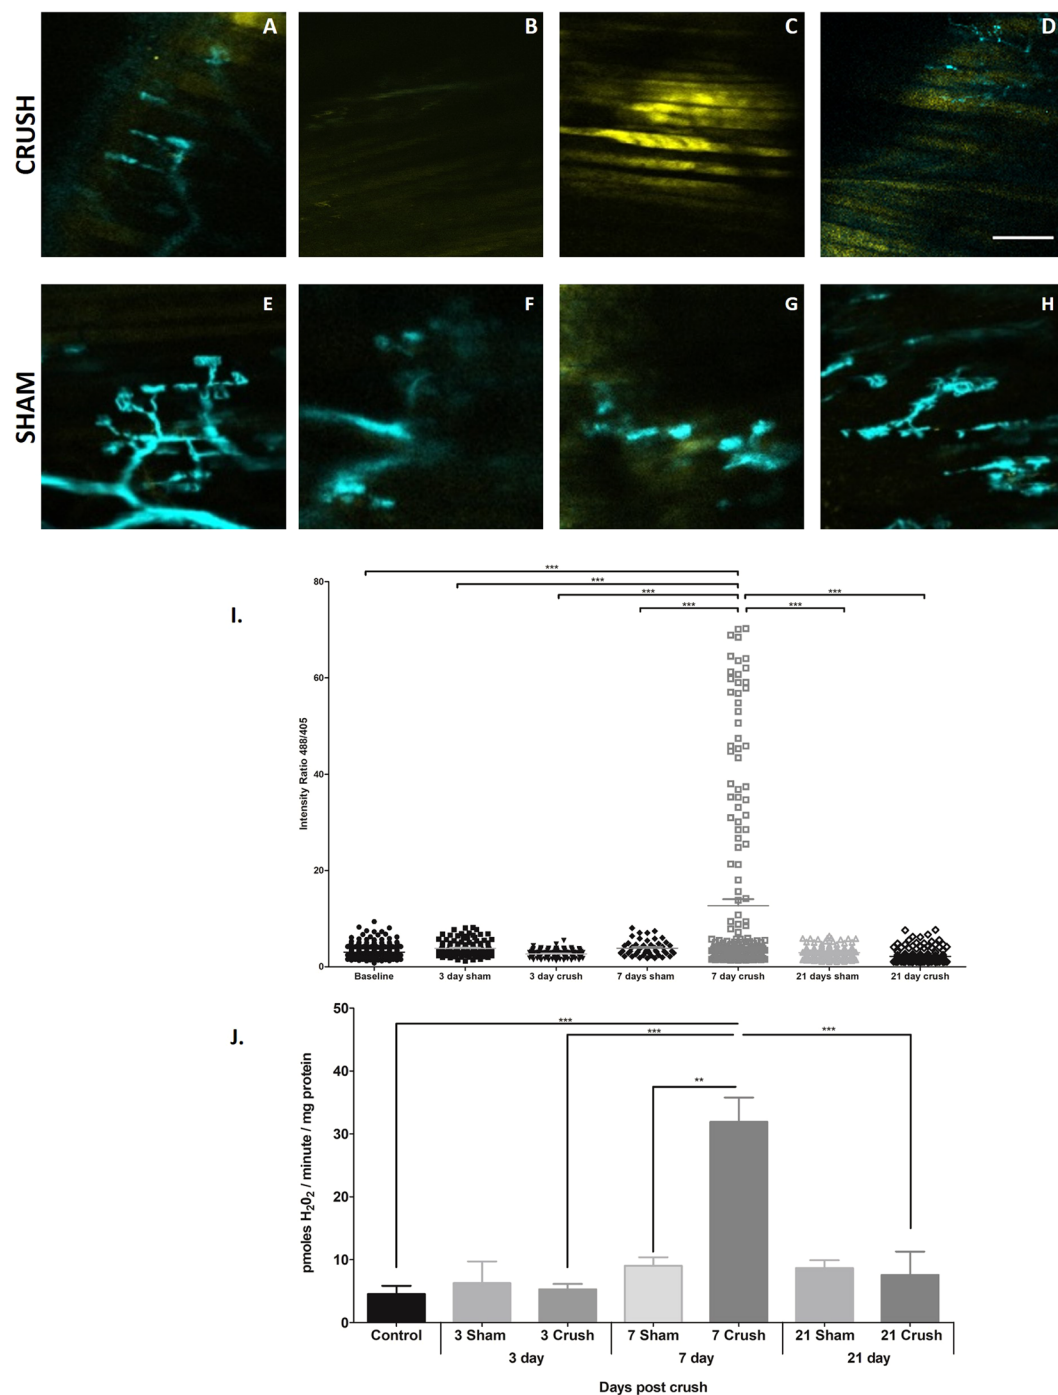 CRUSH
A
B
C
D
SHAM
E
F
G
H
I.
***
***
***
***
***
***
Intensity Ratio 488/405
80
60
40
20
0
Baseline
3 day sham
3 day crush
7 days sham
7 day crush
21 days sham
21 day crush
J.
***
***
***
**
pmoles H₂0₂ / minute / mg protein
50
40
30
20
10
0
Control
3 Sham
3 Crush
7 Sham
7 Crush
21 Sham
21 Crush
3 day
7 day
21 day
Days post crush